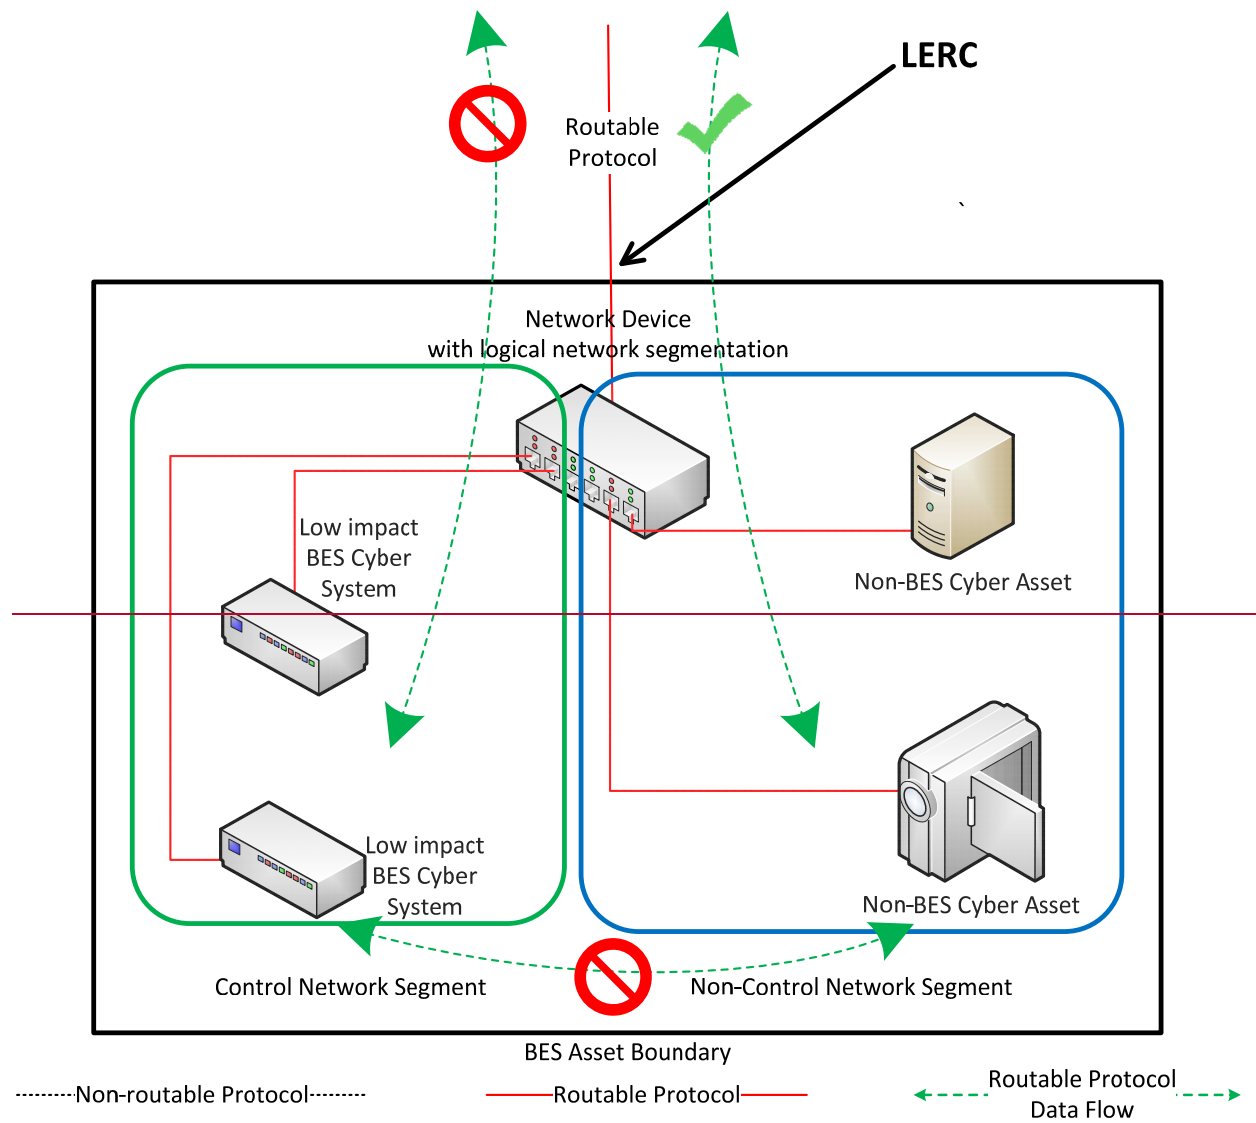 LERC
Routable
Protocol
`
Network Device
with logical network segmentation
Low impact
BES Cyber
System
Non-BES Cyber Asset
Low impact
BES Cyber
System
Non-BES Cyber Asset
Control Network Segment
Non-Control Network Segment
BES Asset Boundary
Non-routable Protocol
Routable Protocol
Routable Protocol
Data Flow